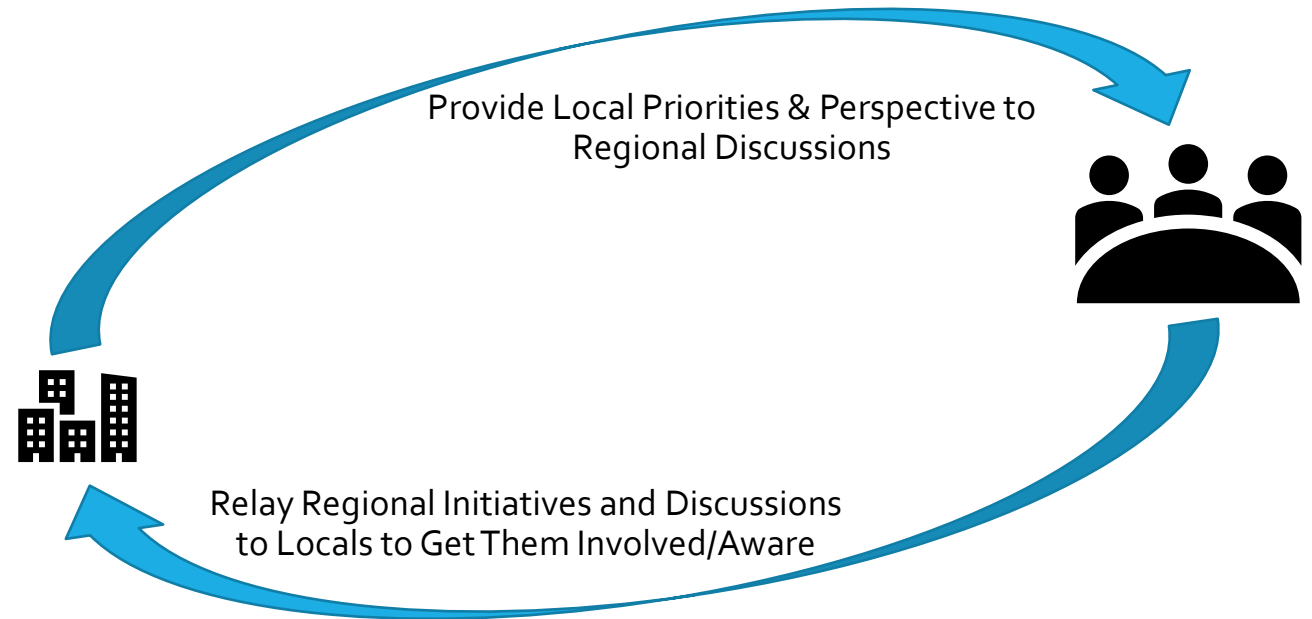 Provide Local Priorities & Perspective to
Regional Discussions
Relay Regional Initiatives and Discussions
to Locals to Get Them Involved/Aware